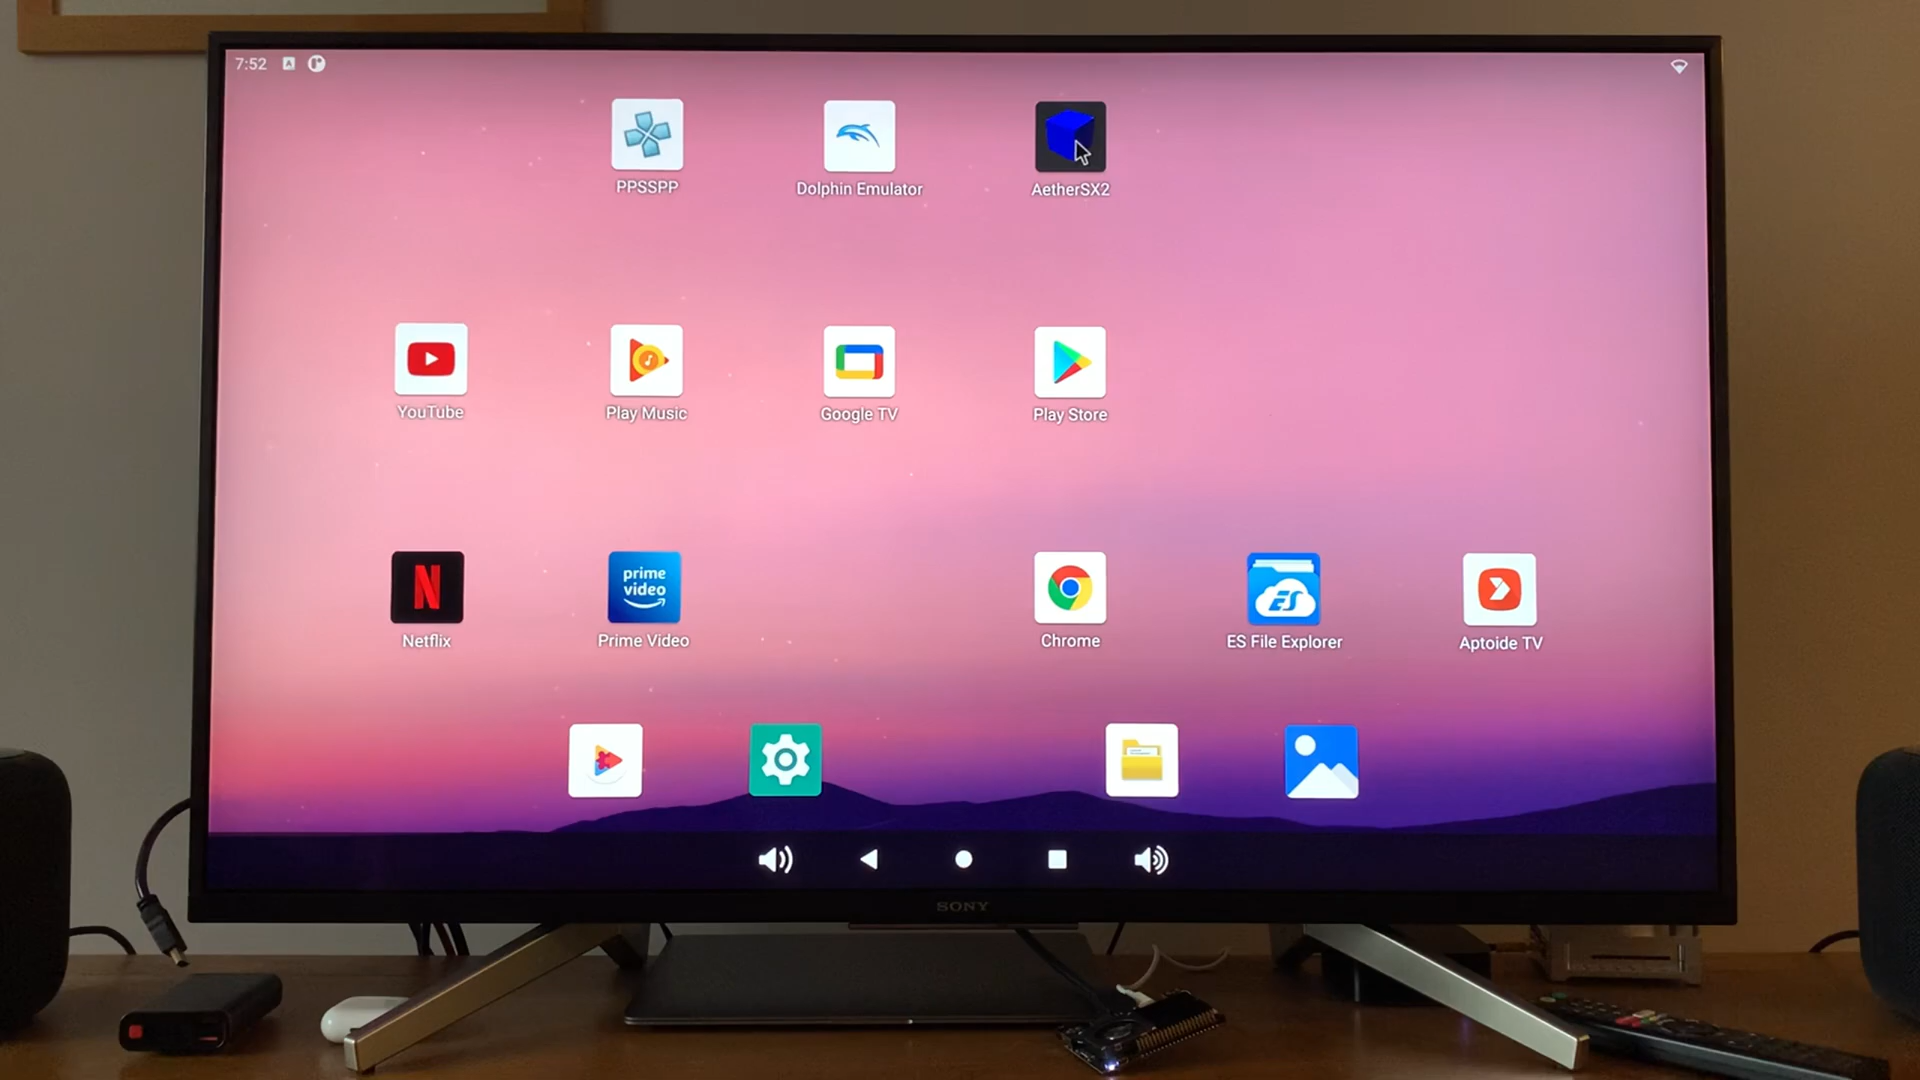 7:52
A
PPSSPP
Dolphin Emulator
AetherSX2
YouTube
Play Music
Google TV
Play Store
N
prime
video
ES
Netflix
Prime Video
Chrome
ES File Explorer
Aptoide TV
SONY